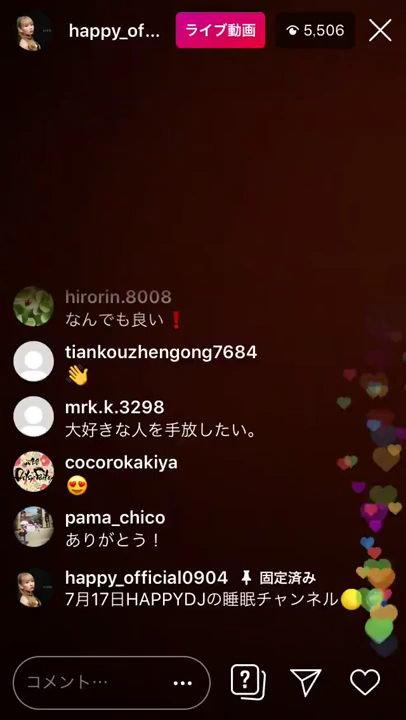 happy_of...
ライブ動画
5,506
hirorin.8008
なんでも良い❗
tiankouzhengong7684
👋
mrk.k.3298
大好きな人を手放したい。
cocorokakiya
😍
pama_chico
ありがとう！
happy_official0904 固定済み
7月17日HAPPYDJの睡眠チャンネル🟡
コメント…